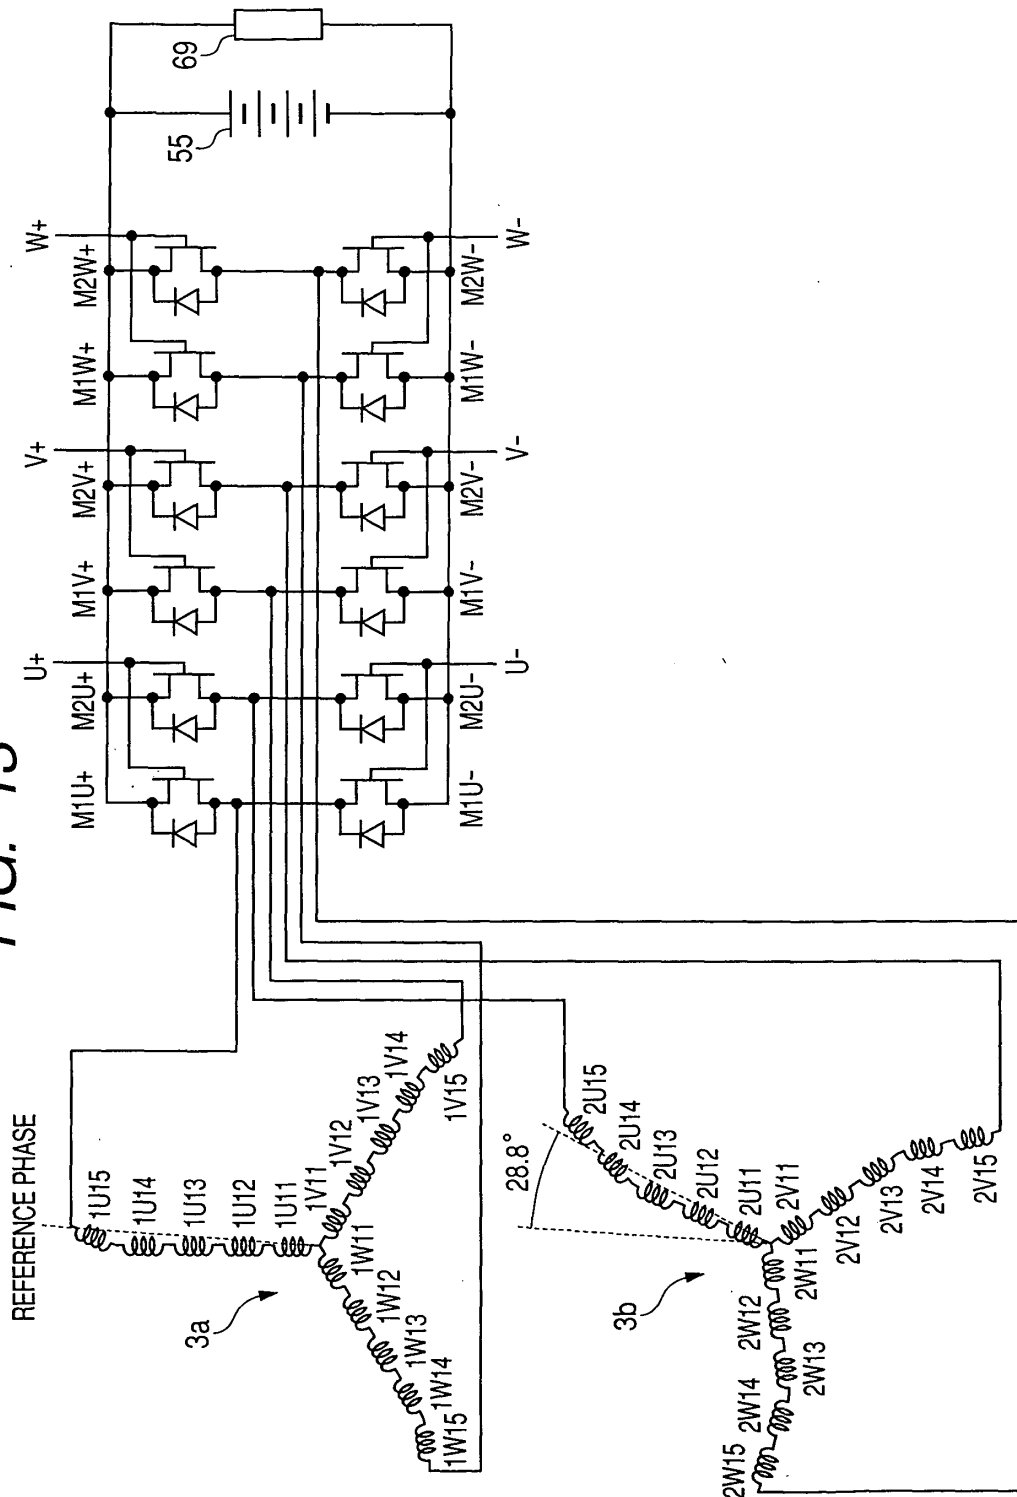 FIG. 13
REFERENCE PHASE
1U15
1U14
1U13
1U12
1U11
1V11
1V12
1V13
1V14
1V15
1W11
1W12
1W13
1W14
1W15
3a
28.8°
2U15
2U14
2U13
2U12
2U11
2V11
2V12
2V13
2V14
2V15
2W11
2W12
2W13
2W14
2W15
3b
M1U+
M2U+
U+
M1V+
M2V+
V+
M1W+
M2W+
W+
M1U-
M2U-
U-
M1V-
M2V-
V-
M1W-
M2W-
W-
55
69